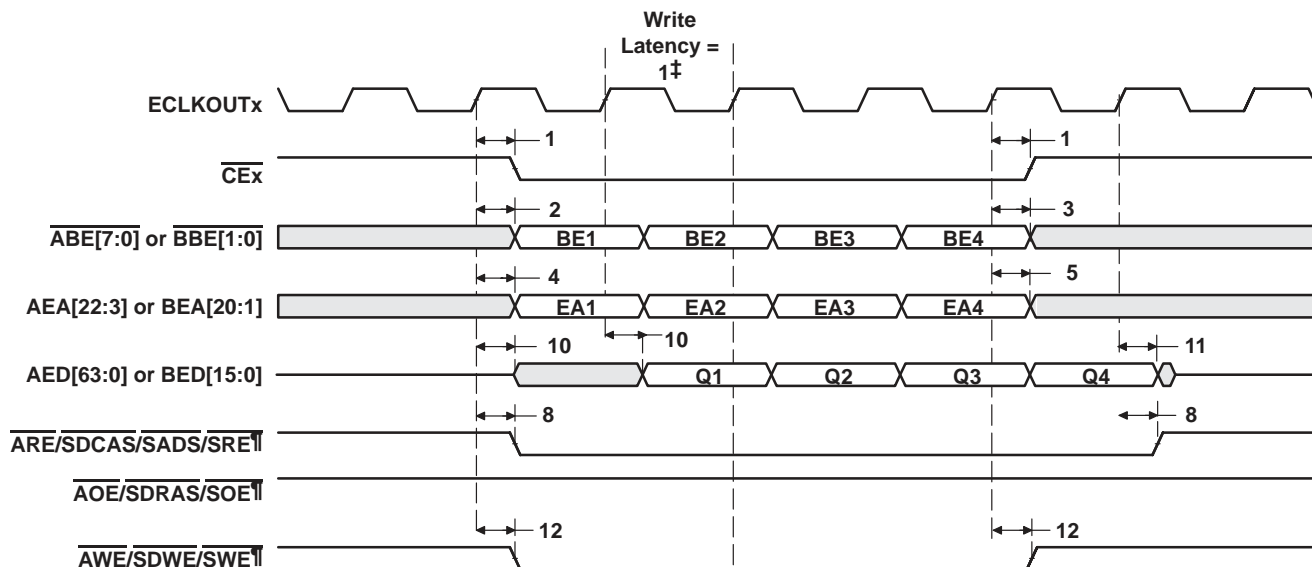 Write
Latency =
1‡
ECLKOUTx
1 1
CEx
2 3
ABE[7:0] or BBE[1:0] BE1 BE2 BE3 BE4
4 5
AEA[22:3] or BEA[20:1] EA1 EA2 EA3 EA4
10 10 11
AED[63:0] or BED[15:0] Q1 Q2 Q3 Q4
8 8
ARE/SDCAS/SADS/SRE¶
AOE/SDRAS/SOE¶
12 12
AWE/SDWE/SWE¶